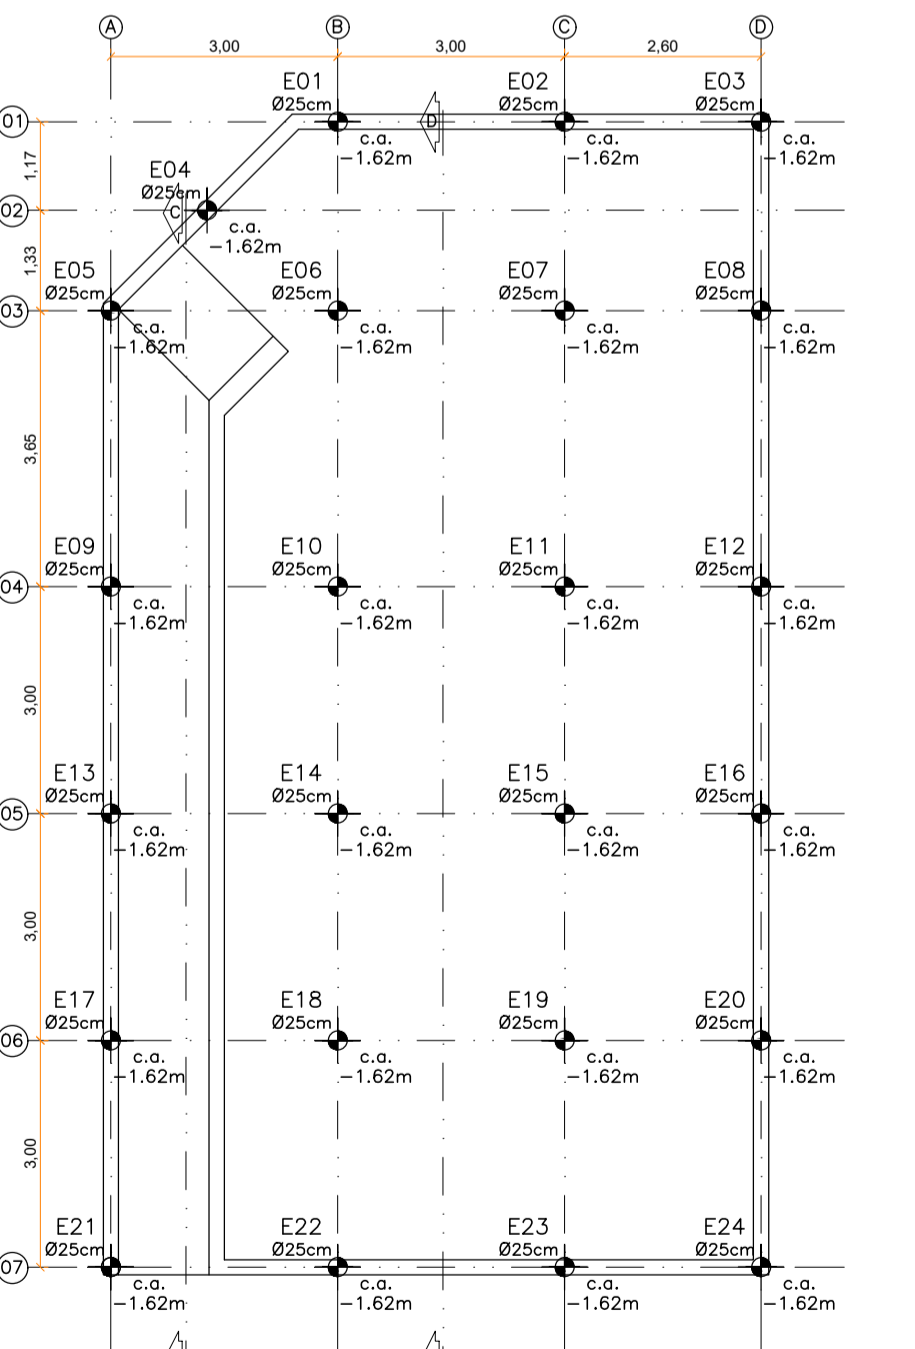 A B C D
3,00 3,00 2,60
E01 E02 E03
Ø25cm Ø25cm Ø25cm
01 D
c.a. c.a. c.a.
-1.62m -1.62m -1.62m
1,17
E04
Ø25cm
02 C
c.a.
-1.62m
1,33
E05 E06 E07 E08
Ø25cm Ø25cm Ø25cm Ø25cm
03
c.a. c.a. c.a. c.a.
-1.62m -1.62m -1.62m -1.62m
3,65
E09 E10 E11 E12
Ø25cm Ø25cm Ø25cm Ø25cm
04
c.a. c.a. c.a. c.a.
-1.62m -1.62m -1.62m -1.62m
3,00
E13 E14 E15 E16
Ø25cm Ø25cm Ø25cm Ø25cm
05
c.a. c.a. c.a. c.a.
-1.62m -1.62m -1.62m -1.62m
3,00
E17 E18 E19 E20
Ø25cm Ø25cm Ø25cm Ø25cm
06
c.a. c.a. c.a. c.a.
-1.62m -1.62m -1.62m -1.62m
3,00
E21 E22 E23 E24
Ø25cm Ø25cm Ø25cm Ø25cm
07
c.a. c.a. c.a. c.a.
-1.62m -1.62m -1.62m -1.62m